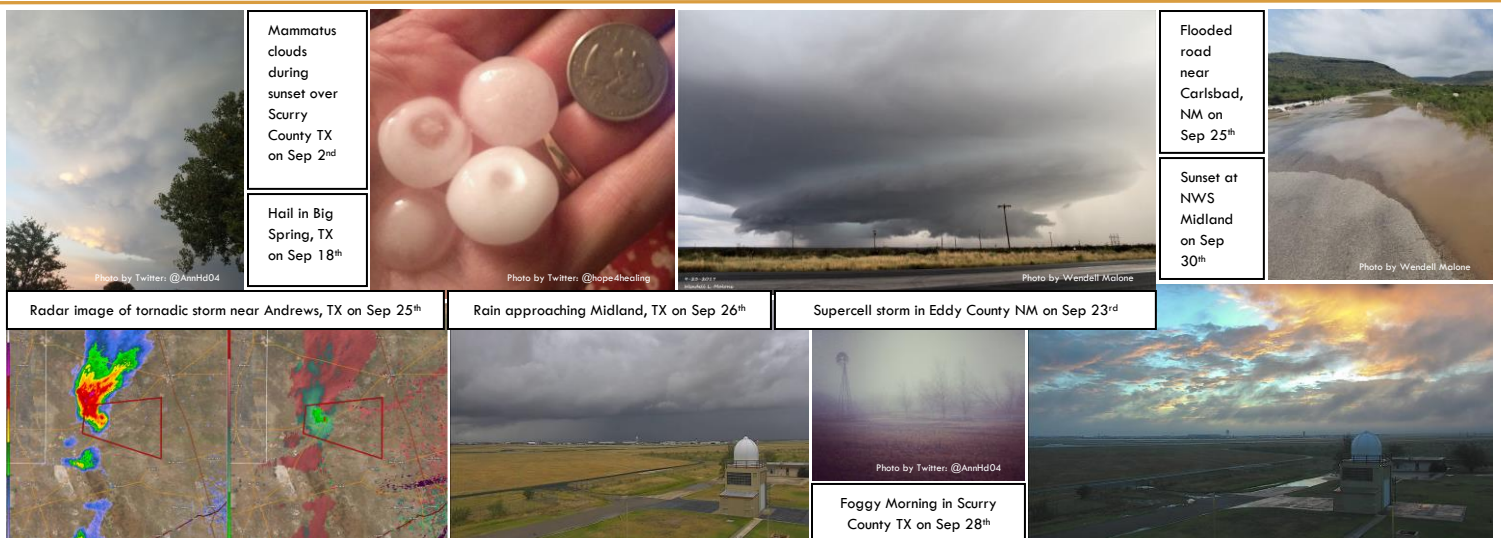 Mammatus
clouds
during
sunset over
Scurry
County TX
on Sep 2nd
Hail in Big
Spring, TX
on Sep 18th
Photo by Twitter: @AnnHd04
Photo by Twitter: @hope4healing
Photo by Wendell Malone
Flooded
road
near
Carlsbad,
NM on
Sep 25th
Sunset at
NWS
Midland
on Sep
30th
Photo by Wendell Malone
Radar image of tornadic storm near Andrews, TX on Sep 25th
Rain approaching Midland, TX on Sep 26th
Supercell storm in Eddy County NM on Sep 23rd
Photo by Twitter: @AnnHd04
Foggy Morning in Scurry
County TX on Sep 28th